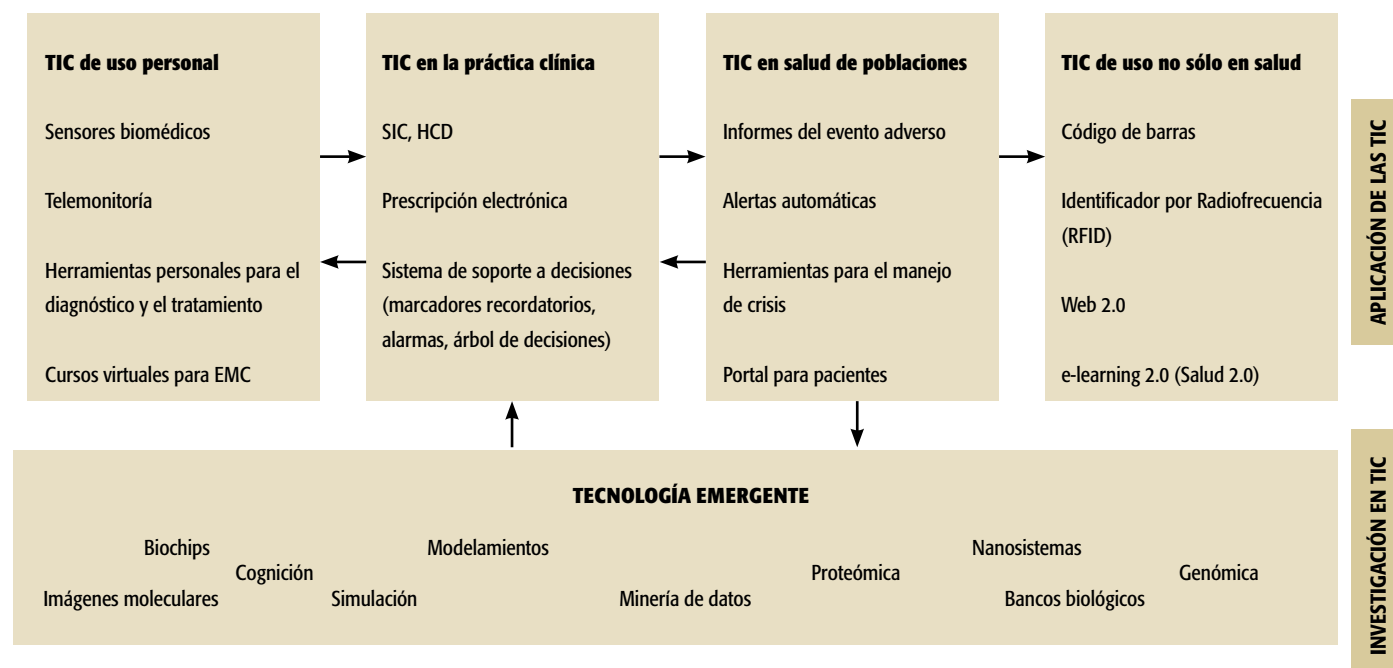 TIC de uso personal
Sensores biomédicos
Telemonitoría
Herramientas personales para el
diagnóstico y el tratamiento
Cursos virtuales para EMC
TIC en la práctica clínica
SIC, HCD
Prescripción electrónica
Sistema de soporte a decisiones
(marcadores recordatorios,
alarmas, árbol de decisiones)
TIC en salud de poblaciones
Informes del evento adverso
Alertas automáticas
Herramientas para el manejo
de crisis
Portal para pacientes
TIC de uso no sólo en salud
Código de barras
Identificador por Radiofrecuencia
(RFID)
Web 2.0
e-learning 2.0 (Salud 2.0)
APLICACIÓN DE LAS TIC
TECNOLOGÍA EMERGENTE
Biochips
Modelamientos
Nanosistemas
Cognición
Proteómica
Genómica
Imágenes moleculares
Simulación
Minería de datos
Bancos biológicos
INVESTIGACIÓN EN TIC